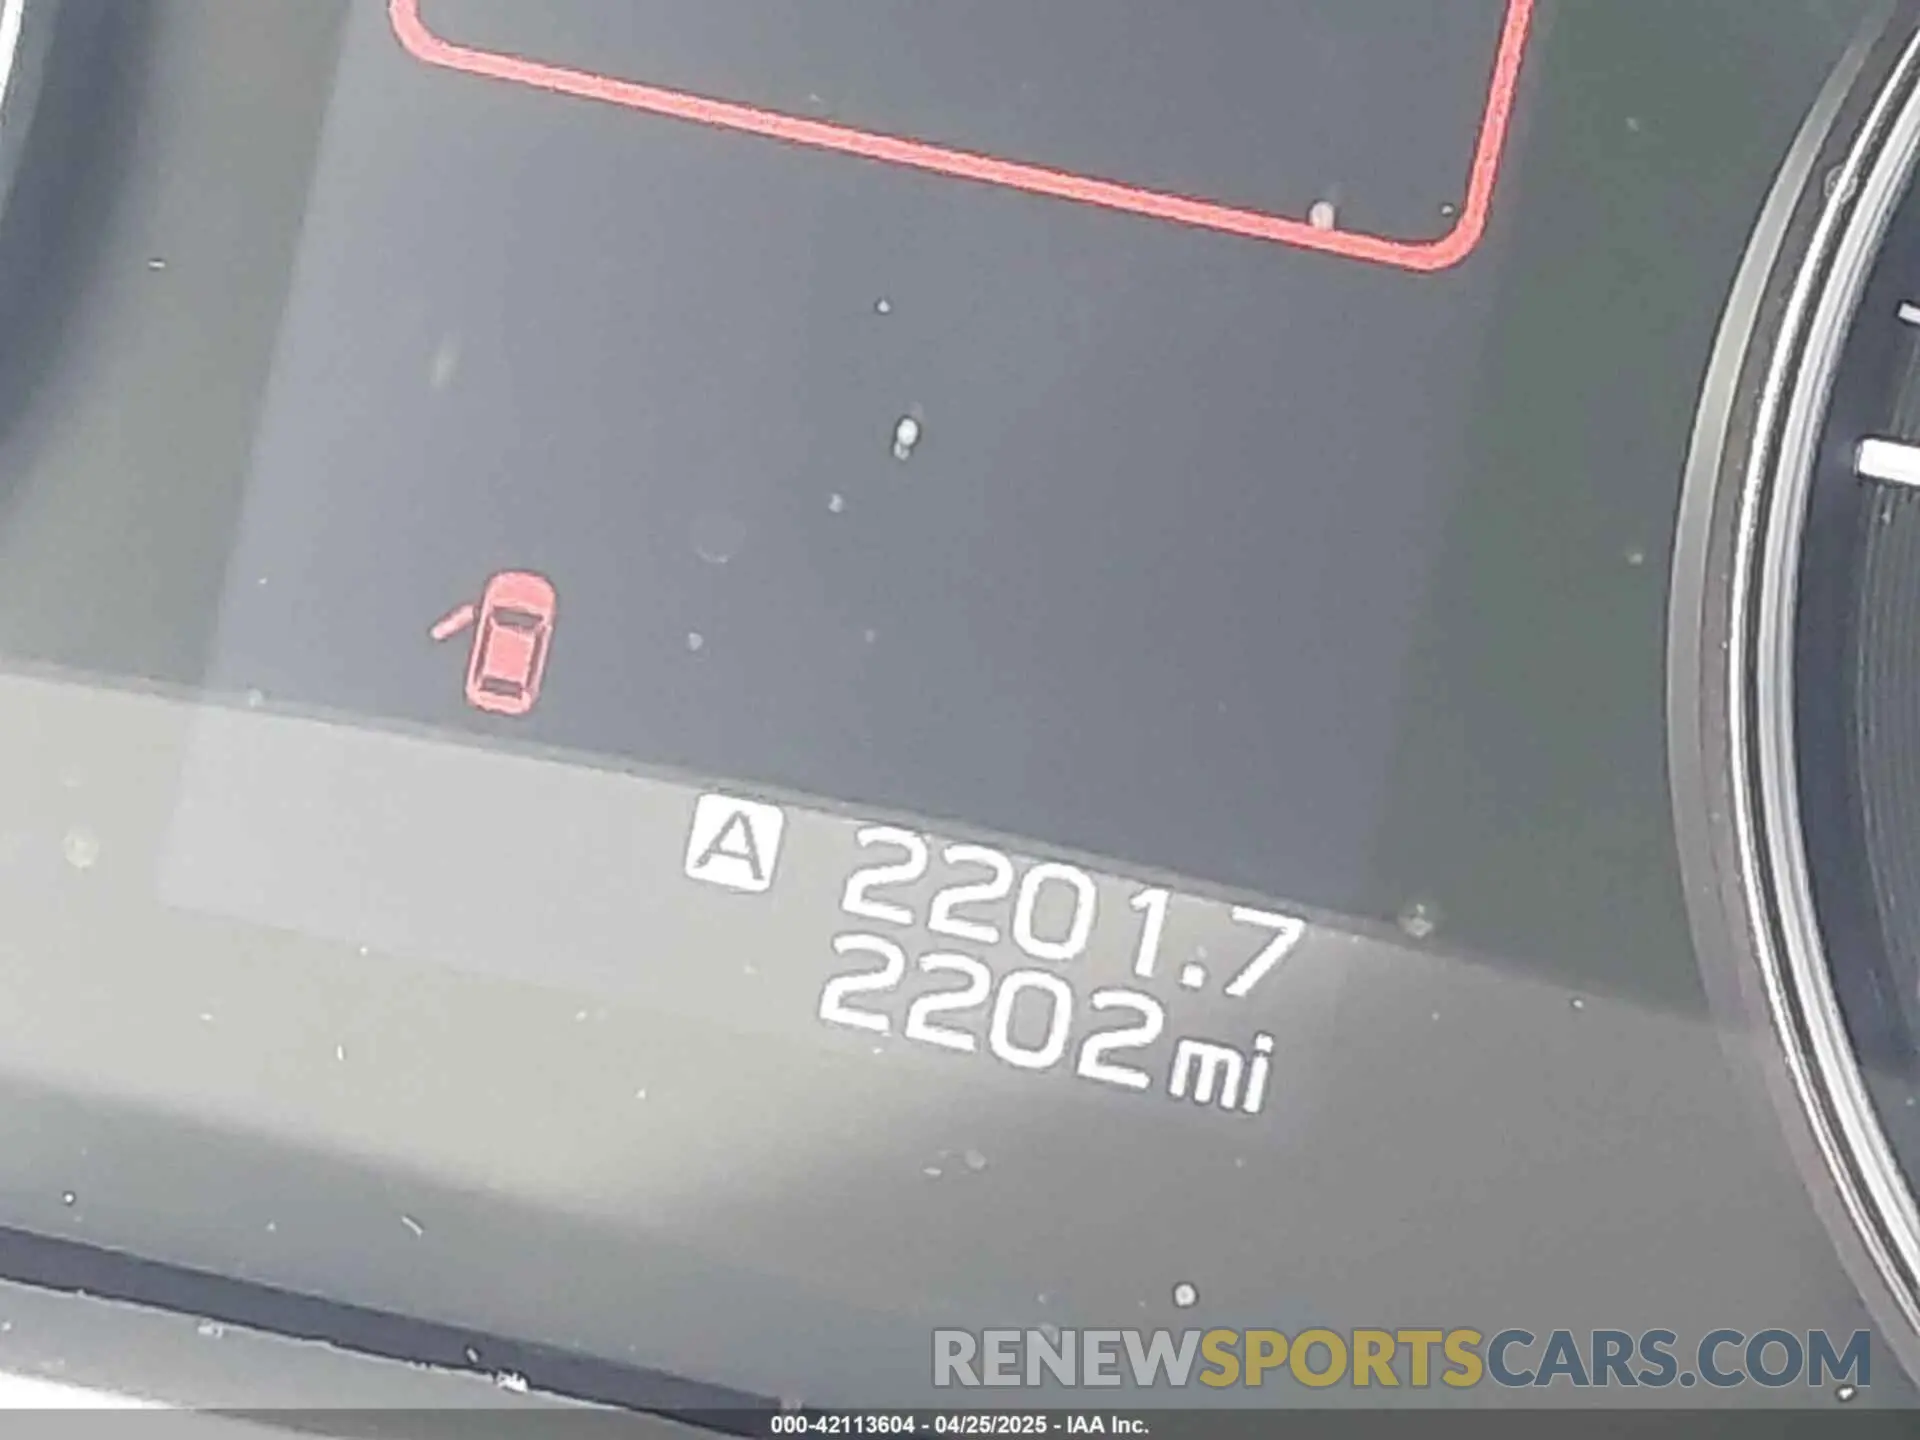 A 2201.7
2202mi
RENEWSPORTSCARS.COM
000-42113604 - 04/25/2025 - IAA Inc.